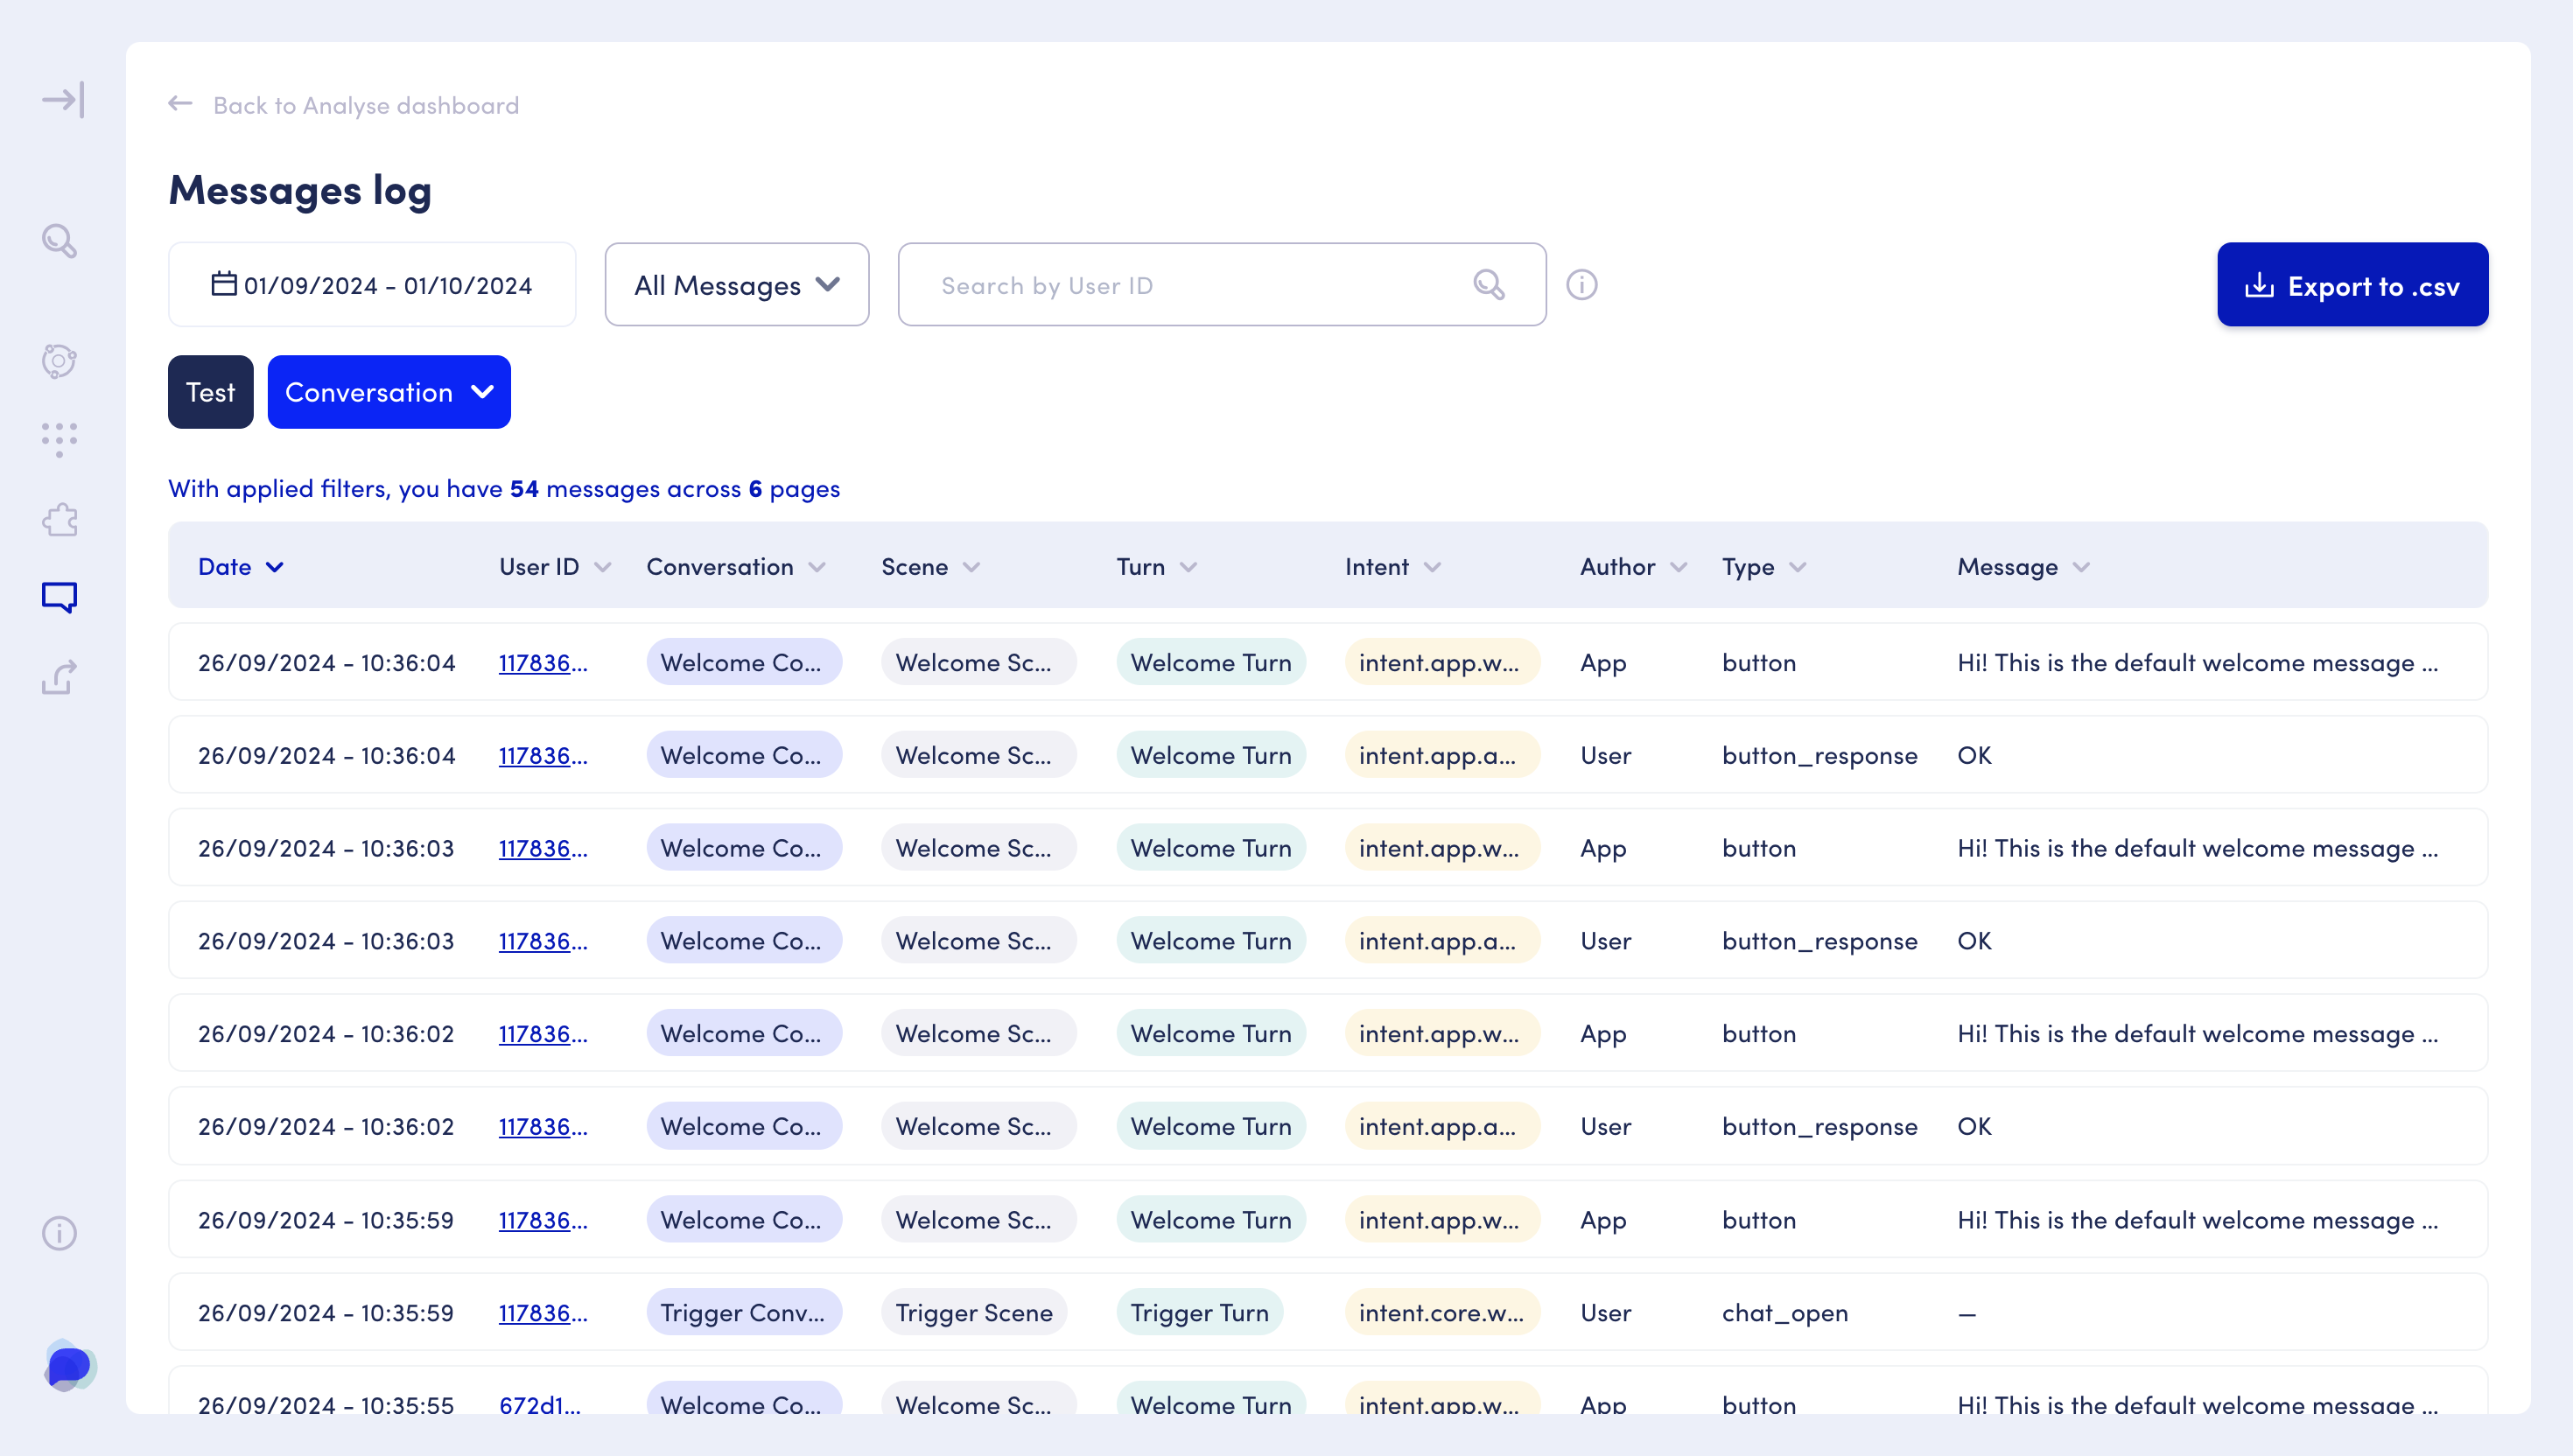 Back to Analyse dashboard
Messages log
01/09/2024 - 01/10/2024 All Messages Search by User ID Export to .csv
Test Conversation
With applied filters, you have 54 messages across 6 pages
Date User ID Conversation Scene Turn Intent Author Type Message
26/09/2024 - 10:36:04 117836... Welcome Co... Welcome Sc... Welcome Turn intent.app.w... App button Hi! This is the default welcome message ...
26/09/2024 - 10:36:04 117836... Welcome Co... Welcome Sc... Welcome Turn intent.app.a... User button_response OK
26/09/2024 - 10:36:03 117836... Welcome Co... Welcome Sc... Welcome Turn intent.app.w... App button Hi! This is the default welcome message ...
26/09/2024 - 10:36:03 117836... Welcome Co... Welcome Sc... Welcome Turn intent.app.a... User button_response OK
26/09/2024 - 10:36:02 117836... Welcome Co... Welcome Sc... Welcome Turn intent.app.w... App button Hi! This is the default welcome message ...
26/09/2024 - 10:36:02 117836... Welcome Co... Welcome Sc... Welcome Turn intent.app.a... User button_response OK
26/09/2024 - 10:35:59 117836... Welcome Co... Welcome Sc... Welcome Turn intent.app.w... App button Hi! This is the default welcome message ...
26/09/2024 - 10:35:59 117836... Trigger Conv... Trigger Scene Trigger Turn intent.core.w... User chat_open —
26/09/2024 - 10:35:55 672d1... Welcome Co... Welcome Sc... Welcome Turn intent.app.w... App button Hi! This is the default welcome message ...